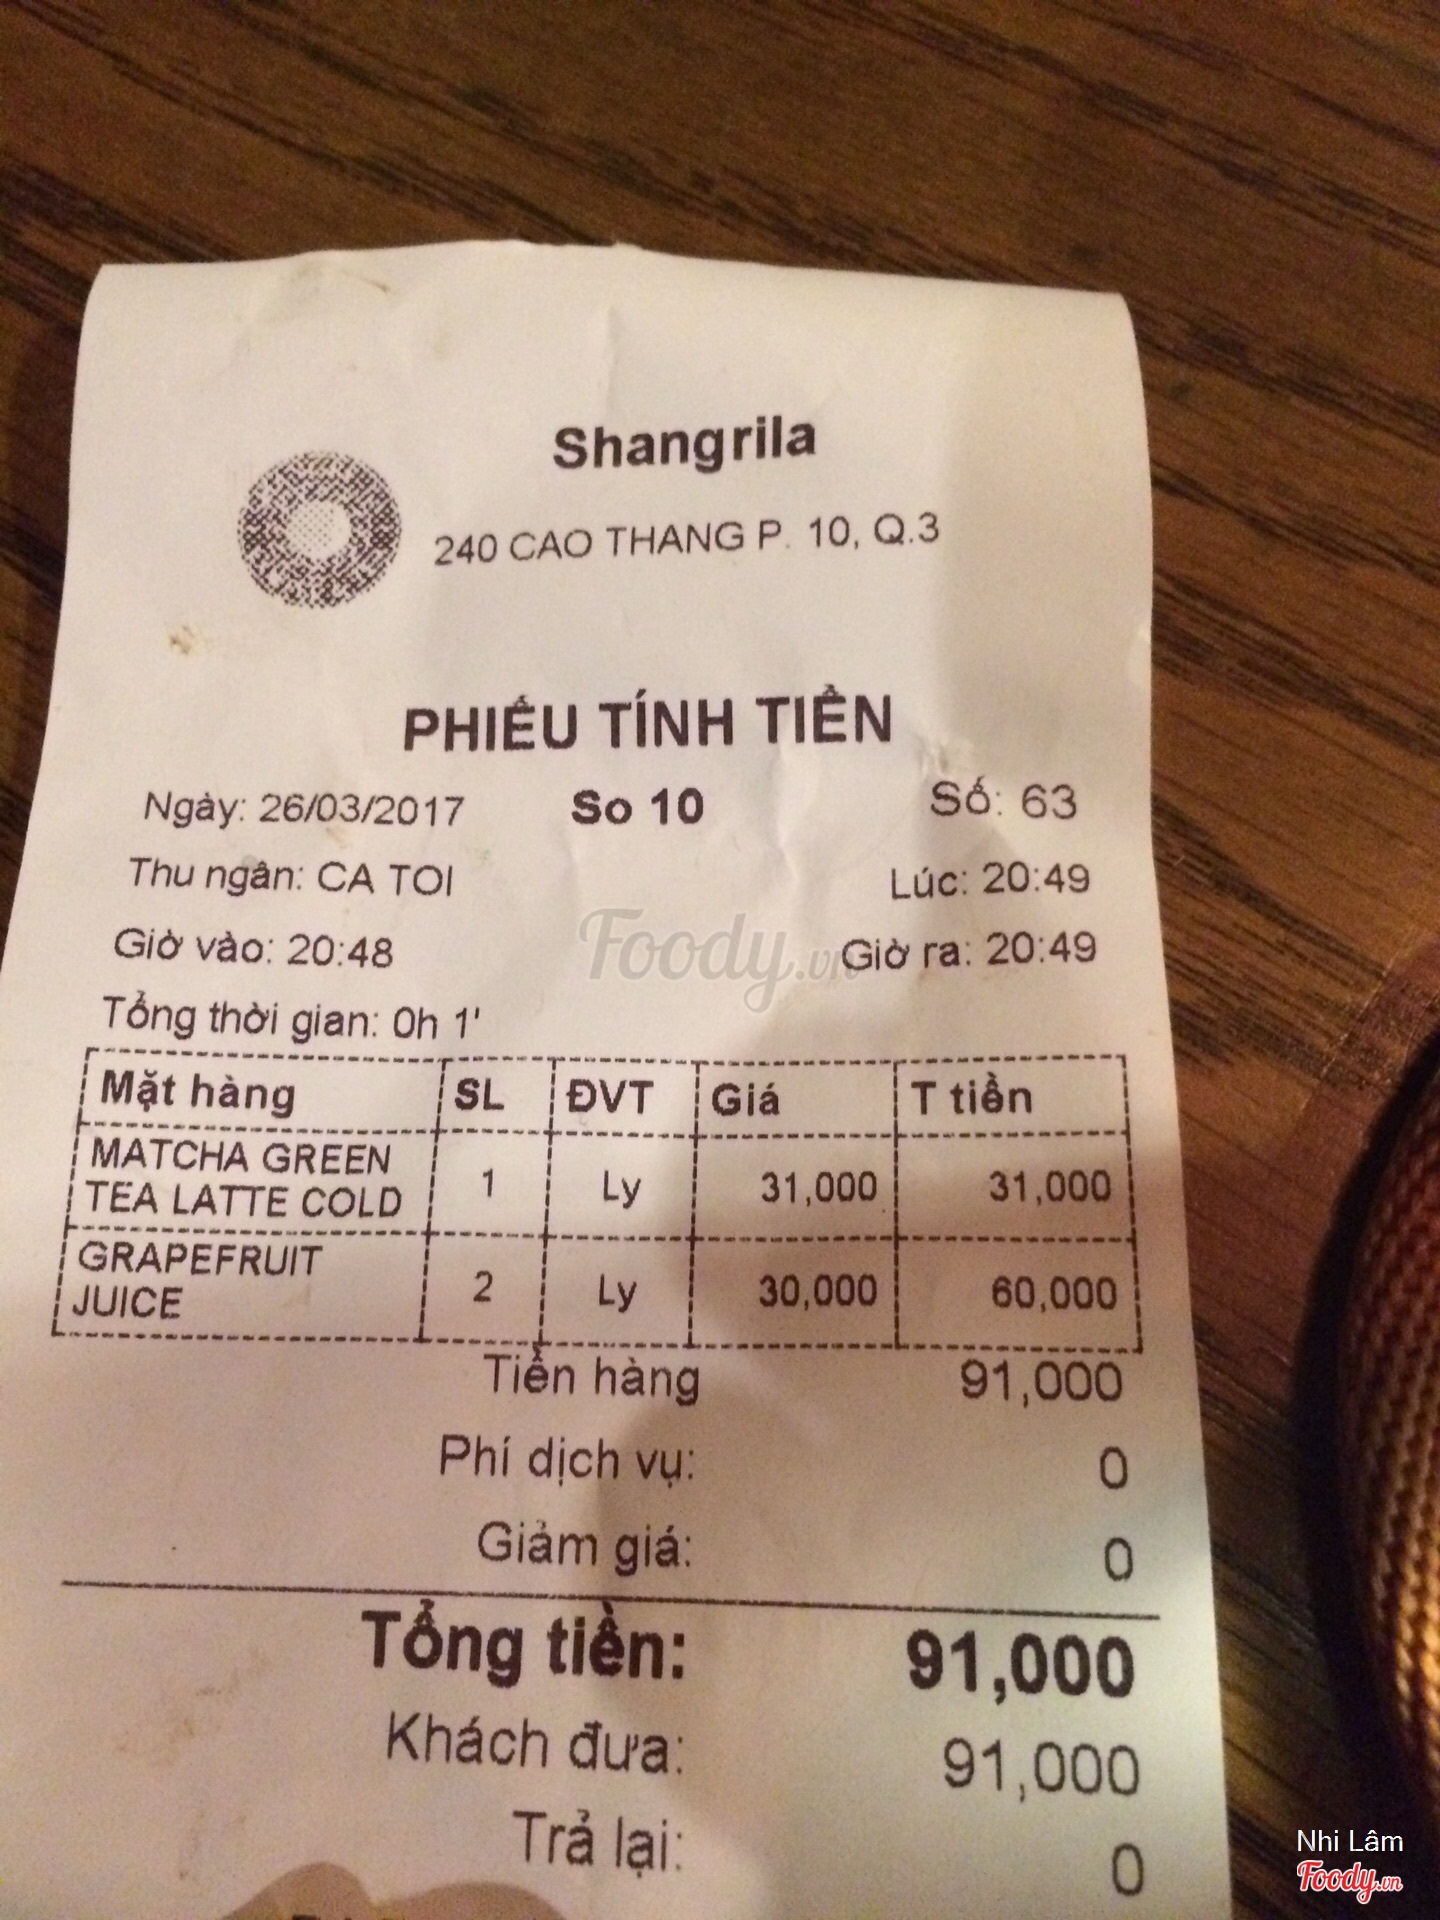 Shangrila
240 CAO THANG P. 10, Q.3
PHIẾU TÍNH TIỀN
Ngày: 26/03/2017 So 10 Số: 63
Thu ngân: CA TOI Lúc: 20:49
Giờ vào: 20:48 Giờ ra: 20:49
Foody.vn
Tổng thời gian: 0h 1'
Mặt hàng SL ĐVT Giá T tiền
MATCHA GREEN
TEA LATTE COLD 1 Ly 31,000 31,000
GRAPEFRUIT
JUICE 2 Ly 30,000 60,000
Tiền hàng 91,000
Phí dịch vụ: 0
Giảm giá: 0
Tổng tiền: 91,000
Khách đưa: 91,000
Trả lại: 0
Nhi Lâm
Foody.vn